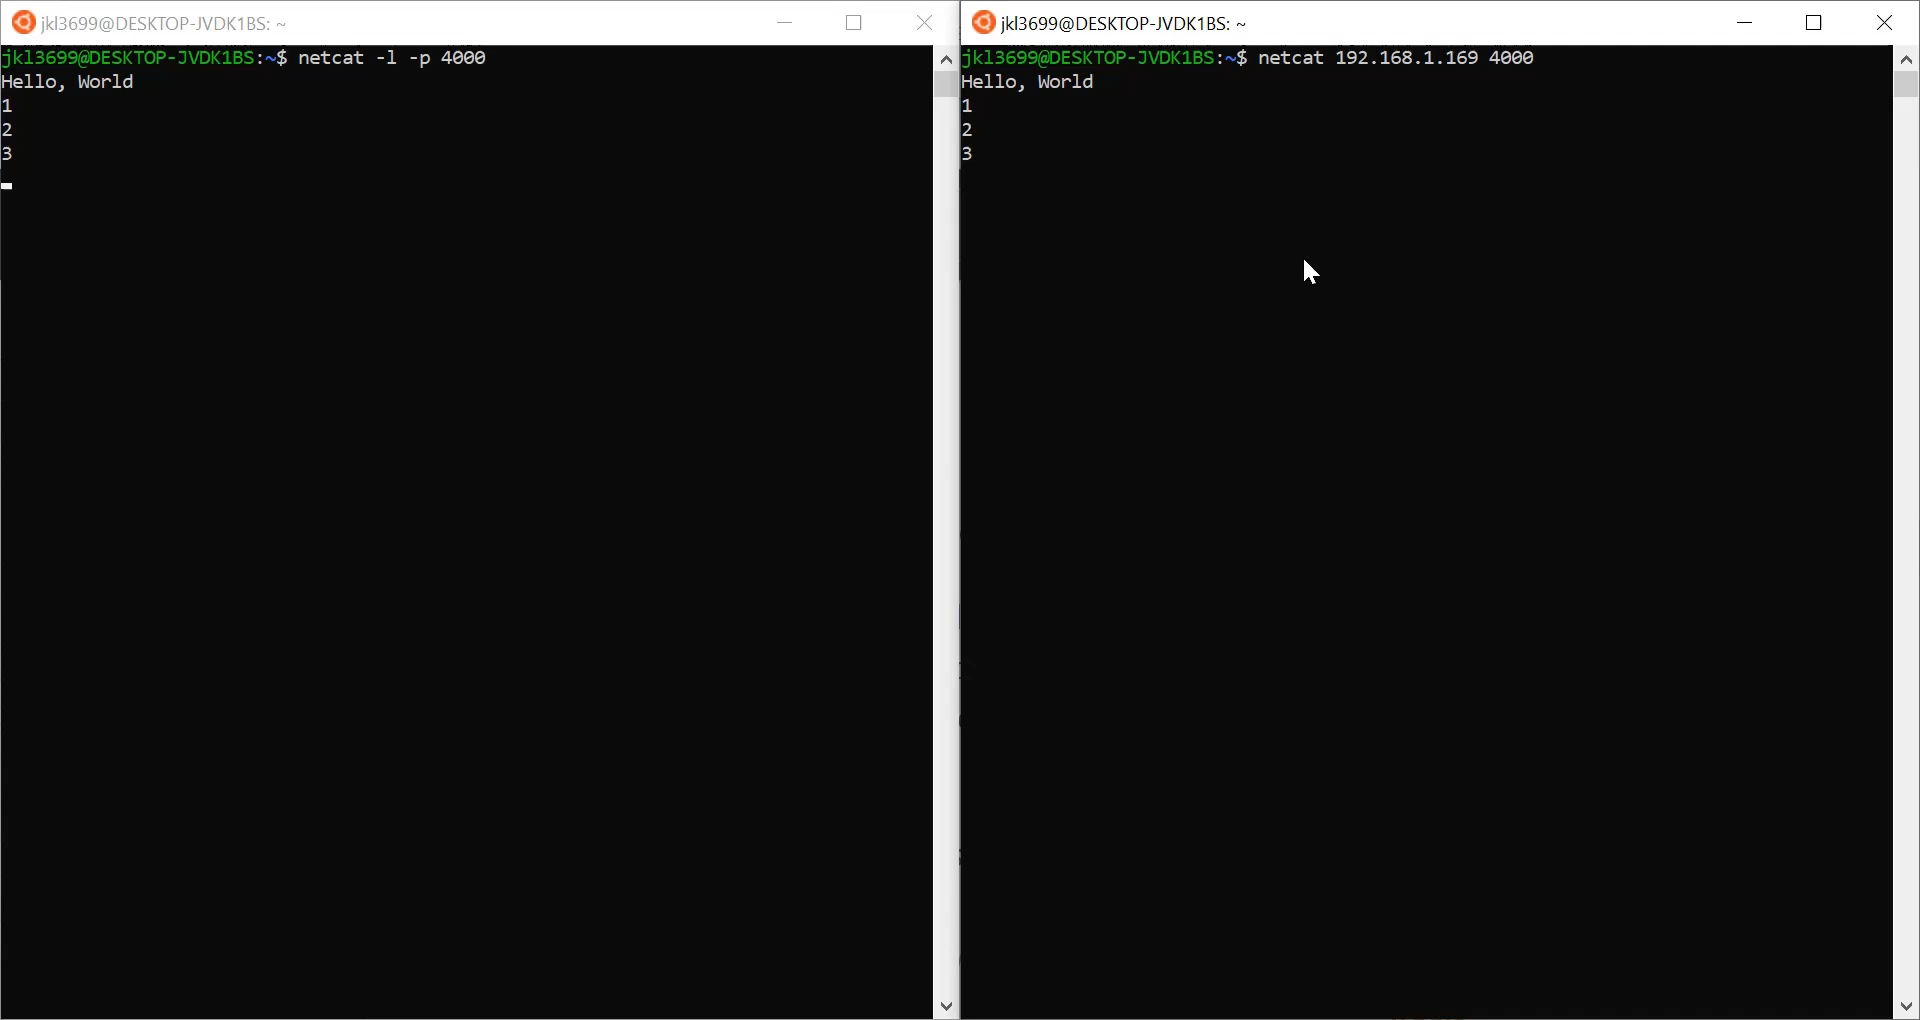 jkl3699@DESKTOP-JVDK1BS: ~
jkl3699@DESKTOP-JVDK1BS:~$ netcat -l -p 4000
Hello, World
1
2
3
jkl3699@DESKTOP-JVDK1BS: ~
jkl3699@DESKTOP-JVDK1BS:~$ netcat 192.168.1.169 4000
Hello, World
1
2
3